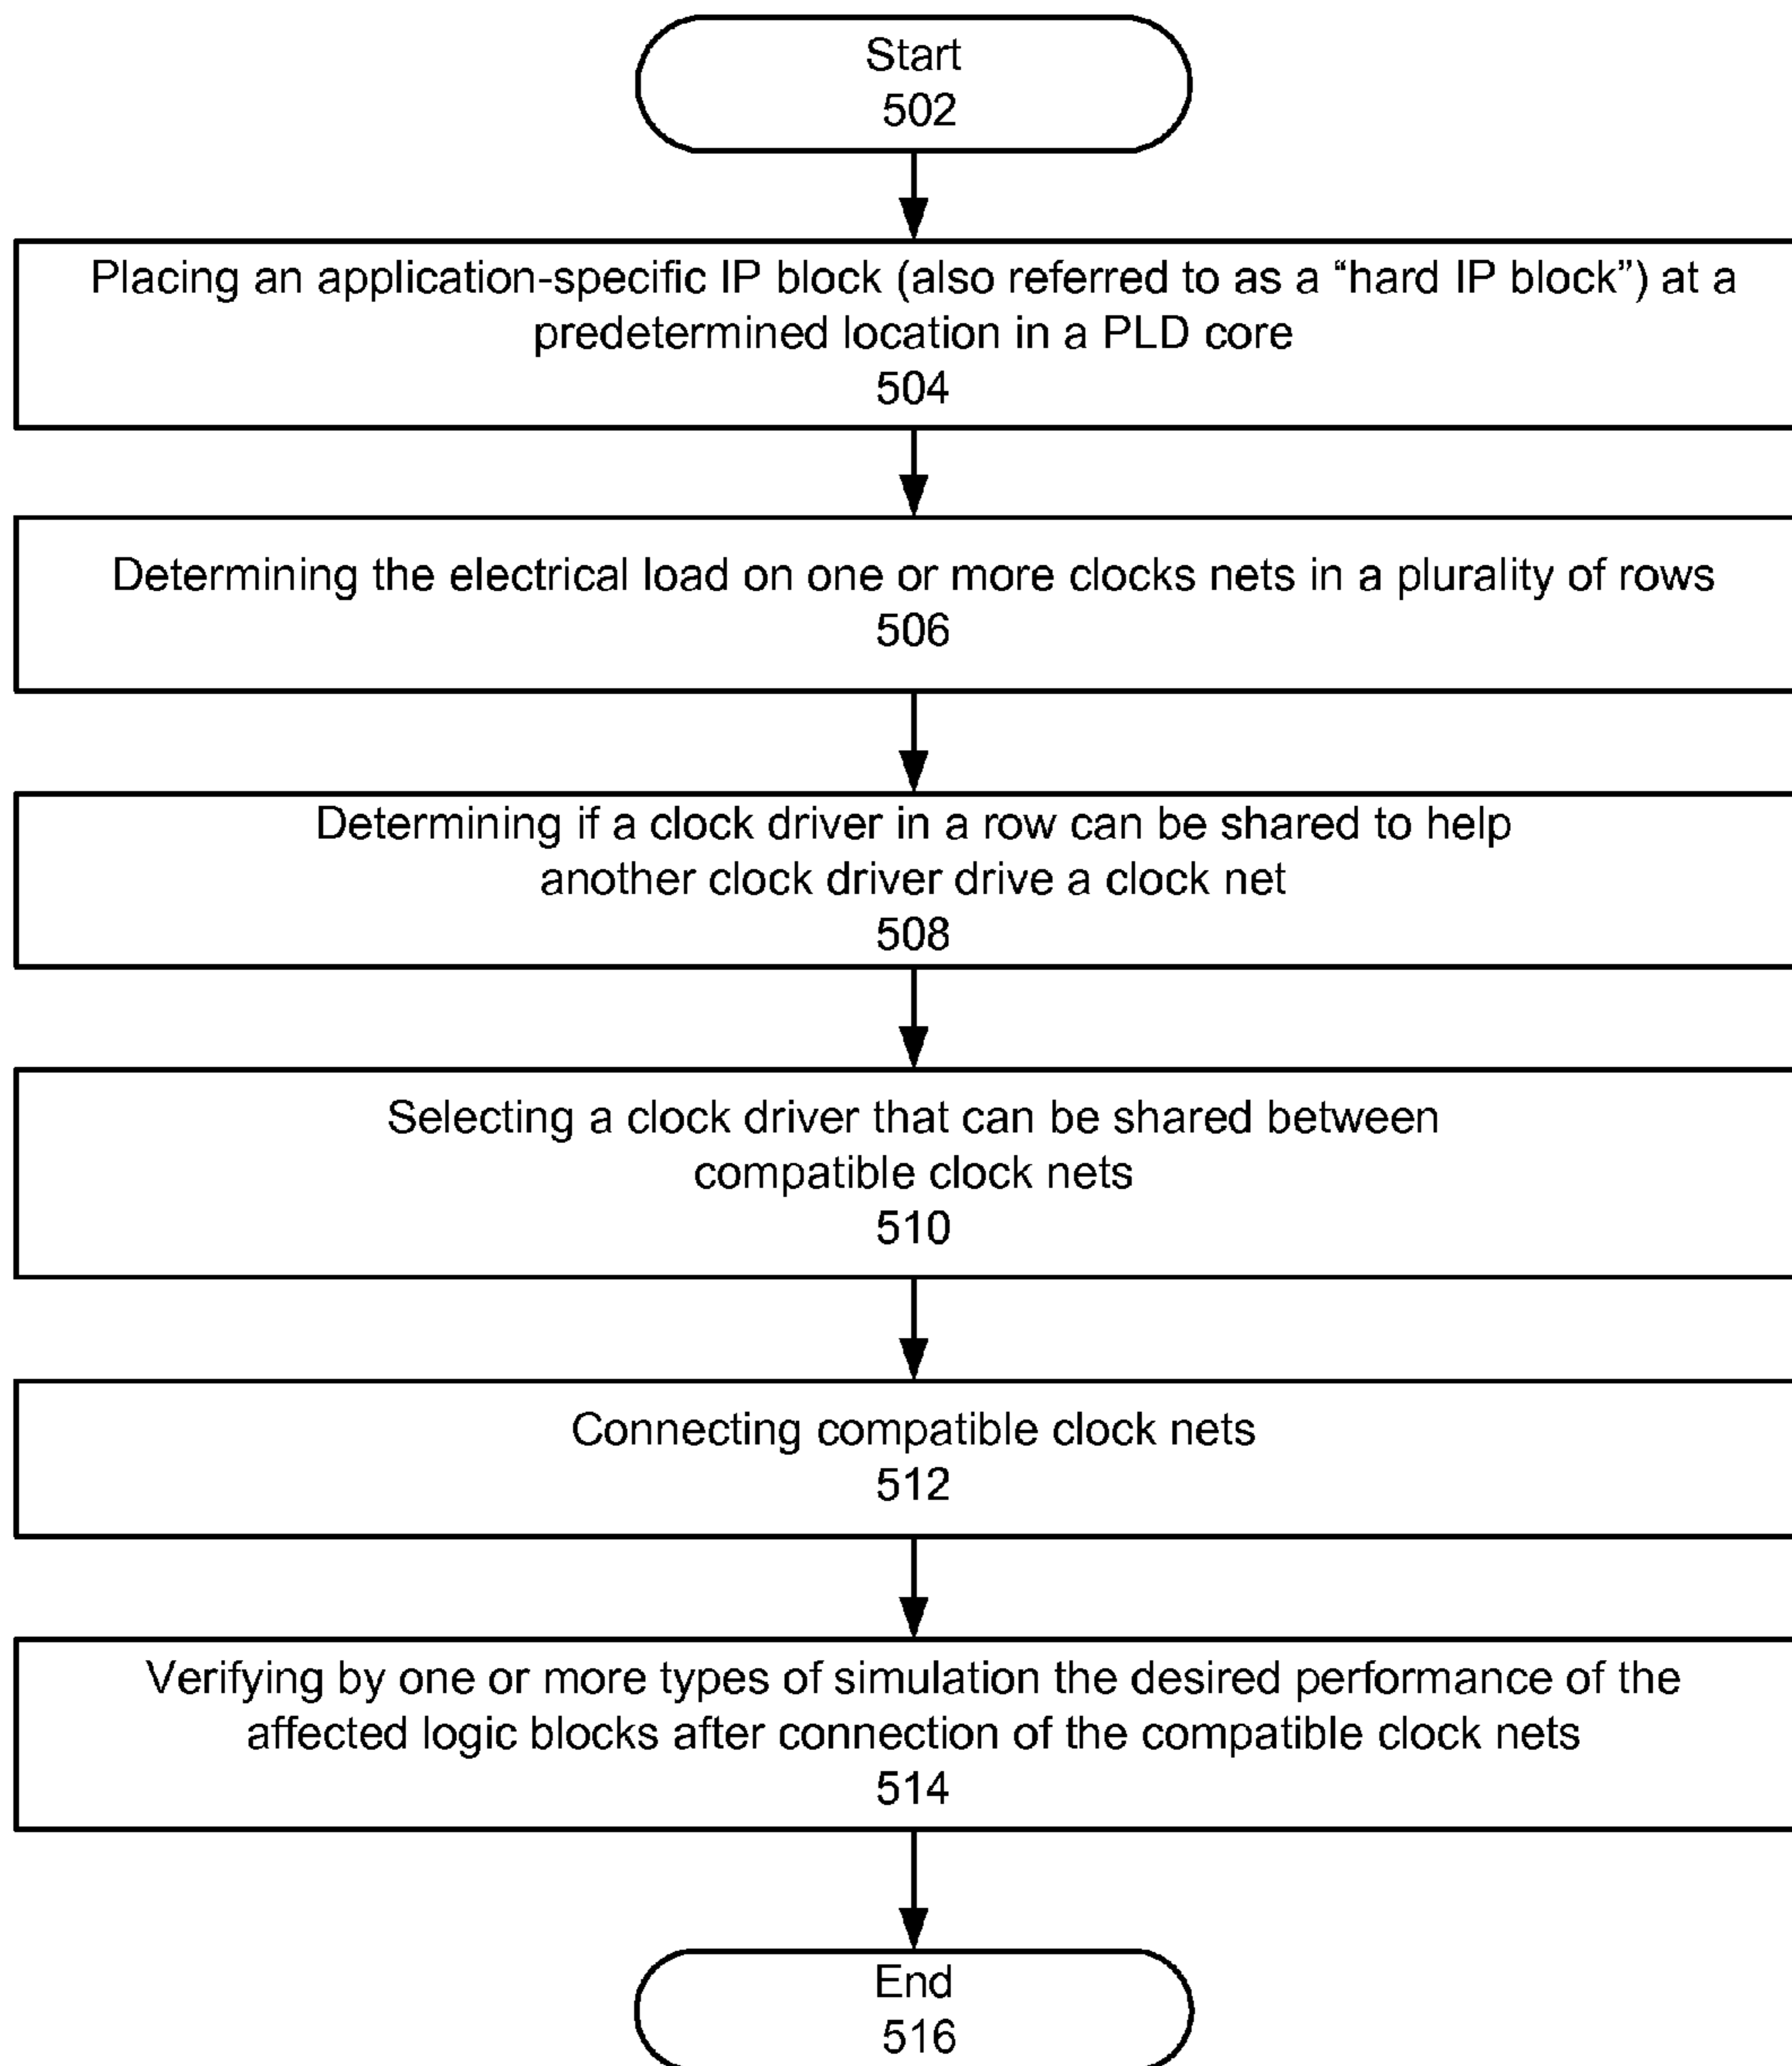 Start
502
Placing an application-specific IP block (also referred to as a “hard IP block”) at a
predetermined location in a PLD core
504
Determining the electrical load on one or more clocks nets in a plurality of rows
506
Determining if a clock driver in a row can be shared to help
another clock driver drive a clock net
508
Selecting a clock driver that can be shared between
compatible clock nets
510
Connecting compatible clock nets
512
Verifying by one or more types of simulation the desired performance of the
affected logic blocks after connection of the compatible clock nets
514
End
516